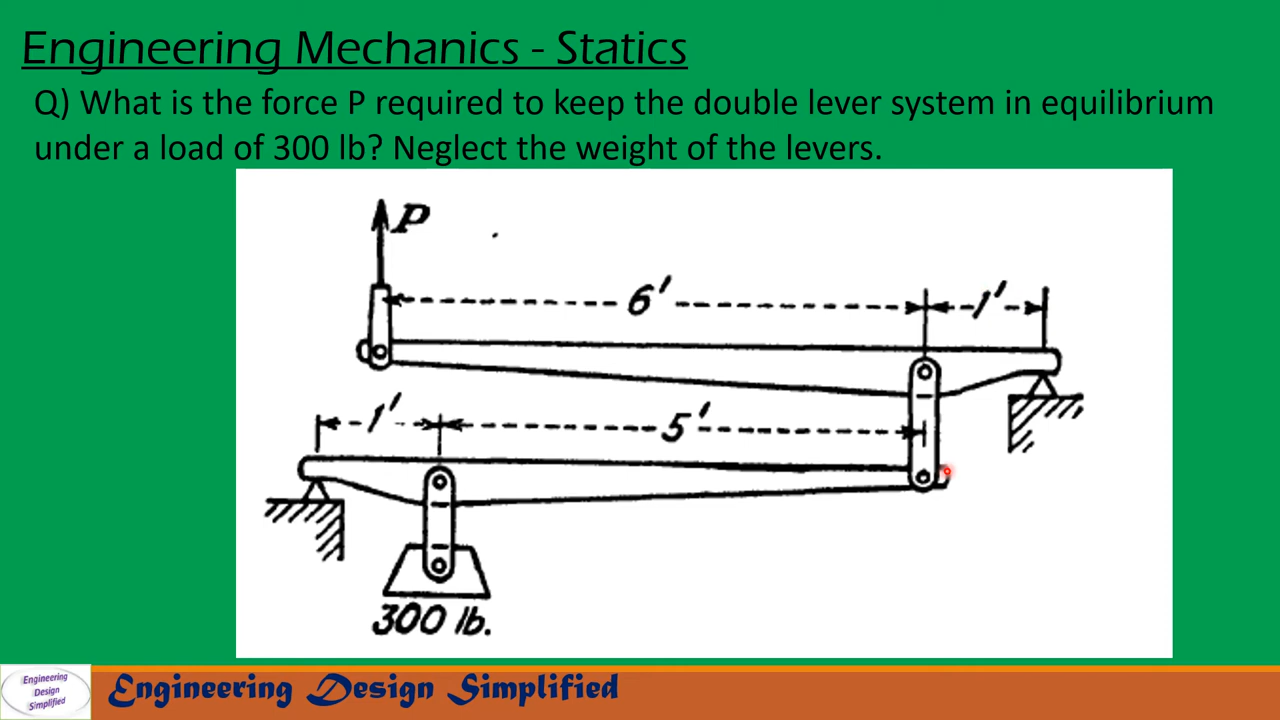 Engineering Mechanics - Statics
Q) What is the force P required to keep the double lever system in equilibrium
under a load of 300 lb? Neglect the weight of the levers.
P
6'
1'
1'
5'
300 lb.
Engineering
Design
Simplified
Engineering Design Simplified